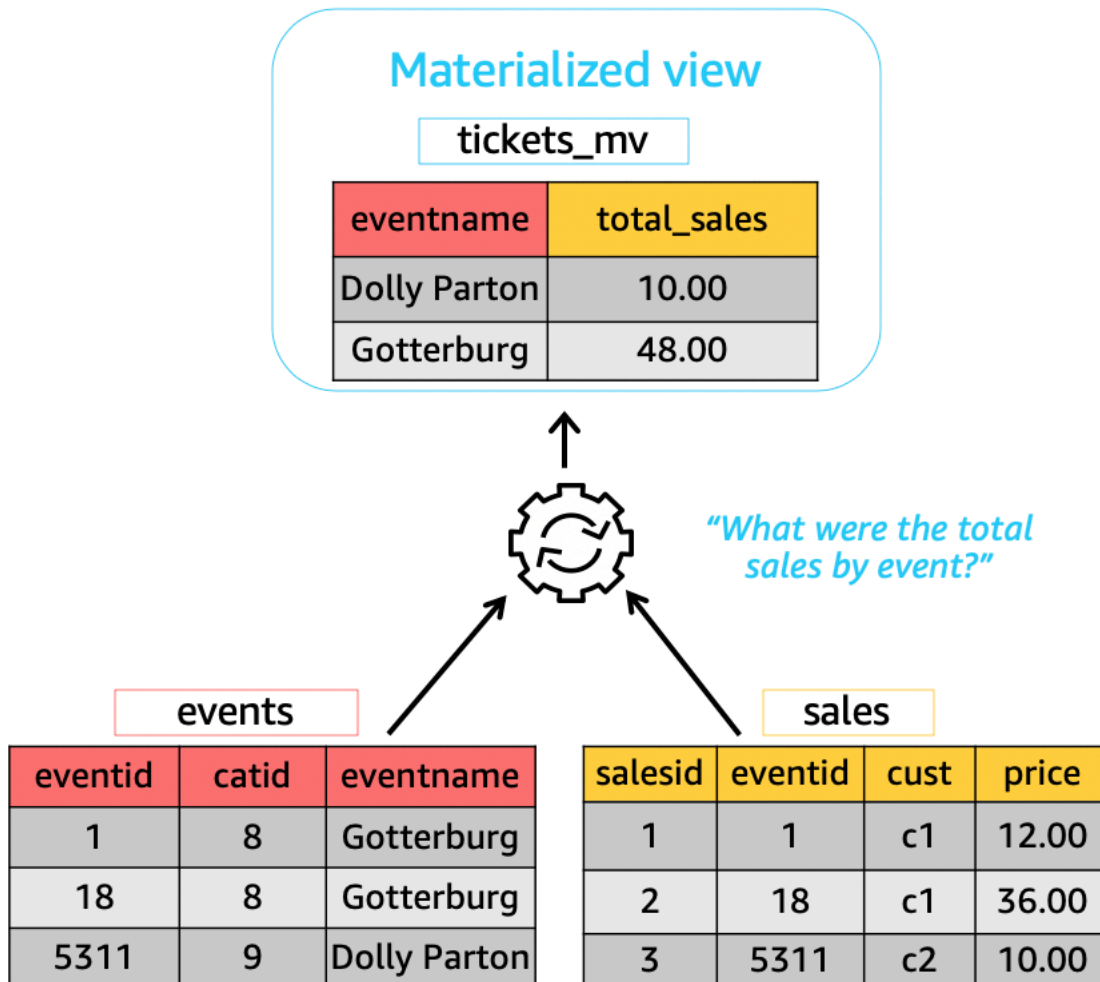 Materialized view
tickets_mv
eventname total_sales
Dolly Parton 10.00
Gotterburg 48.00
“What were the total
sales by event?”
events
eventid catid eventname
1 8 Gotterburg
18 8 Gotterburg
5311 9 Dolly Parton
sales
salesid eventid cust price
1 1 c1 12.00
2 18 c1 36.00
3 5311 c2 10.00